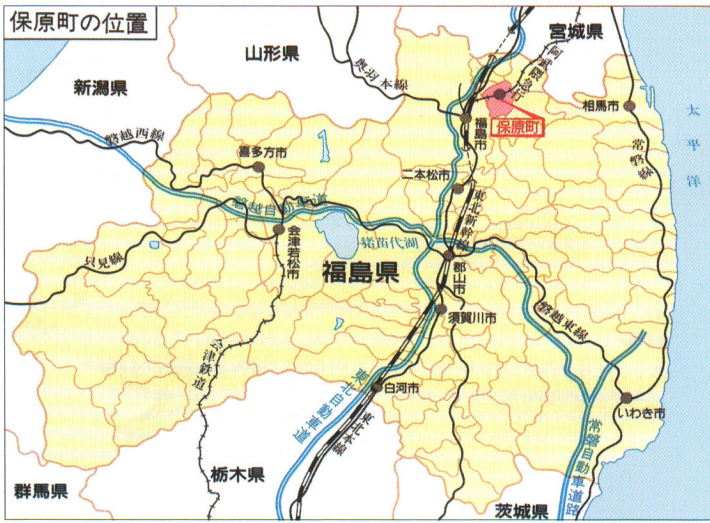 保原町の位置
宮城県
山形県
新潟県
奥羽本線
阿武隈急行
相馬市
太平洋
福島市
保原町
常磐線
磐越西線
喜多方市
二本松市
東北新幹線
磐越自動車道
会津若松市
猪苗代湖
只見線
福島県
郡山市
須賀川市
磐越東線
会津鉄道
白河市
東北自動車道
東北本線
いわき市
常磐自動車道路
栃木県
群馬県
茨城県